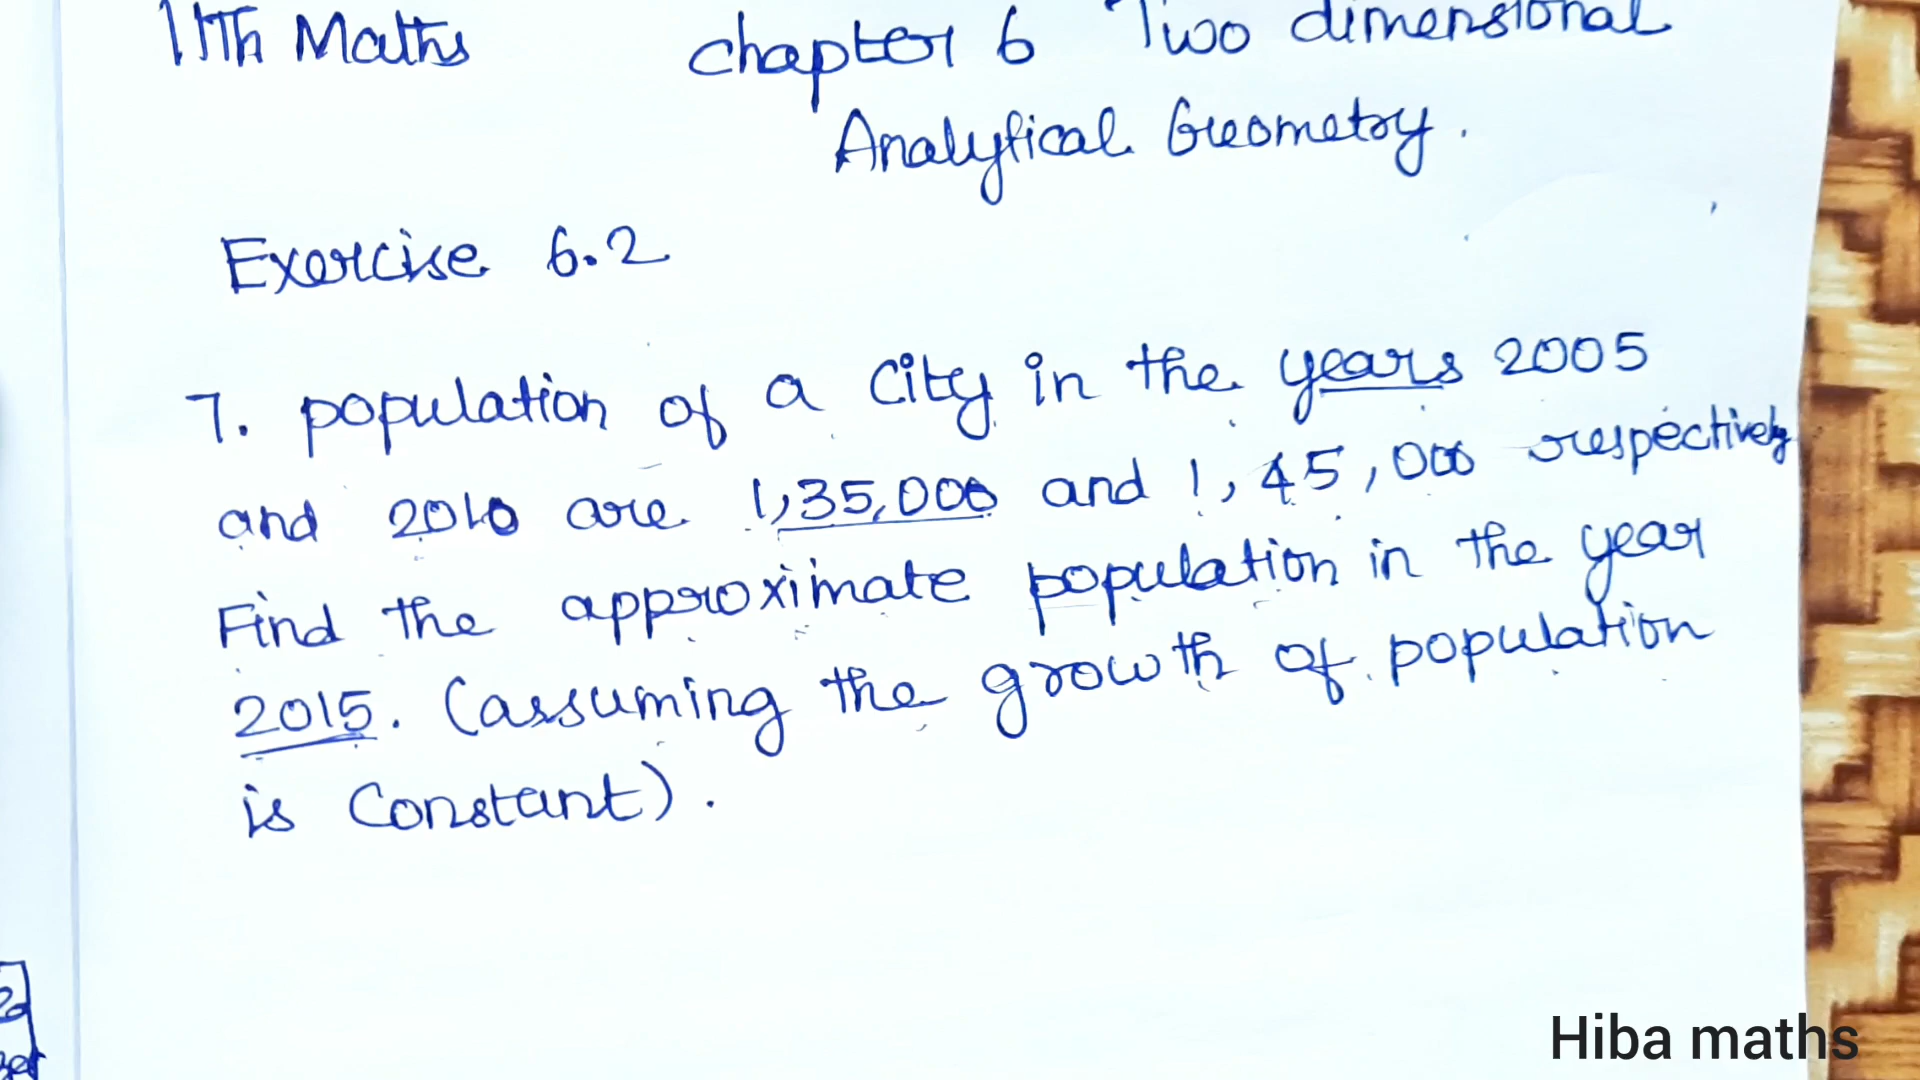 11Th Maths chapter 6 Two dimensional
Analytical Geometry.
Exercise 6.2
7. population of a City in the years 2005
and 2010 are 1,35,000 and 1,45,000 respectively
Find the approximate population in the year
2015. (assuming the growth of population
is Constant).
Hiba maths